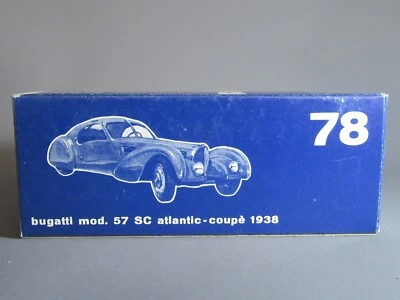 78
bugatti mod. 57 SC atlantic-coupè 1938